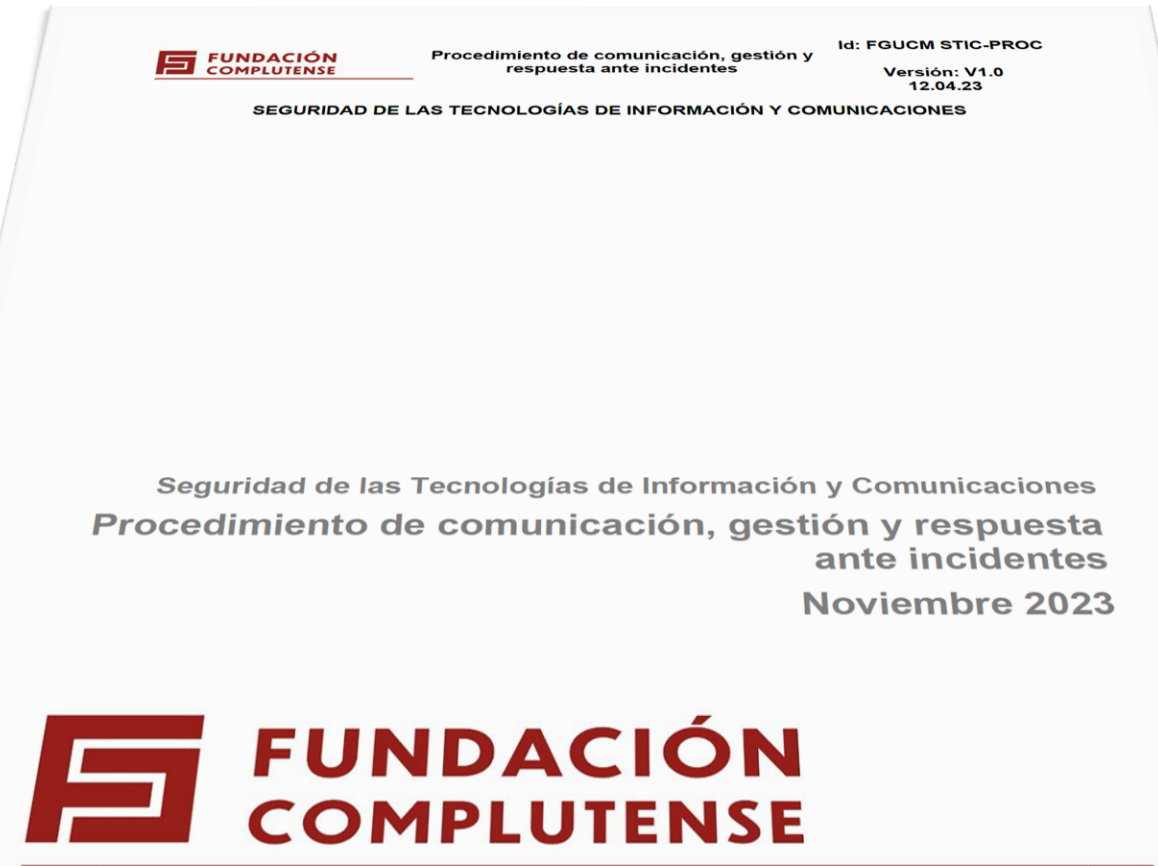 FUNDACIÓN
COMPLUTENSE
Procedimiento de comunicación, gestión y
respuesta ante incidentes
Id: FGUCM STIC-PROC
Versión: V1.0
12.04.23
SEGURIDAD DE LAS TECNOLOGÍAS DE INFORMACIÓN Y COMUNICACIONES
Seguridad de las Tecnologías de Información y Comunicaciones
Procedimiento de comunicación, gestión y respuesta
ante incidentes
Noviembre 2023
FUNDACIÓN
COMPLUTENSE